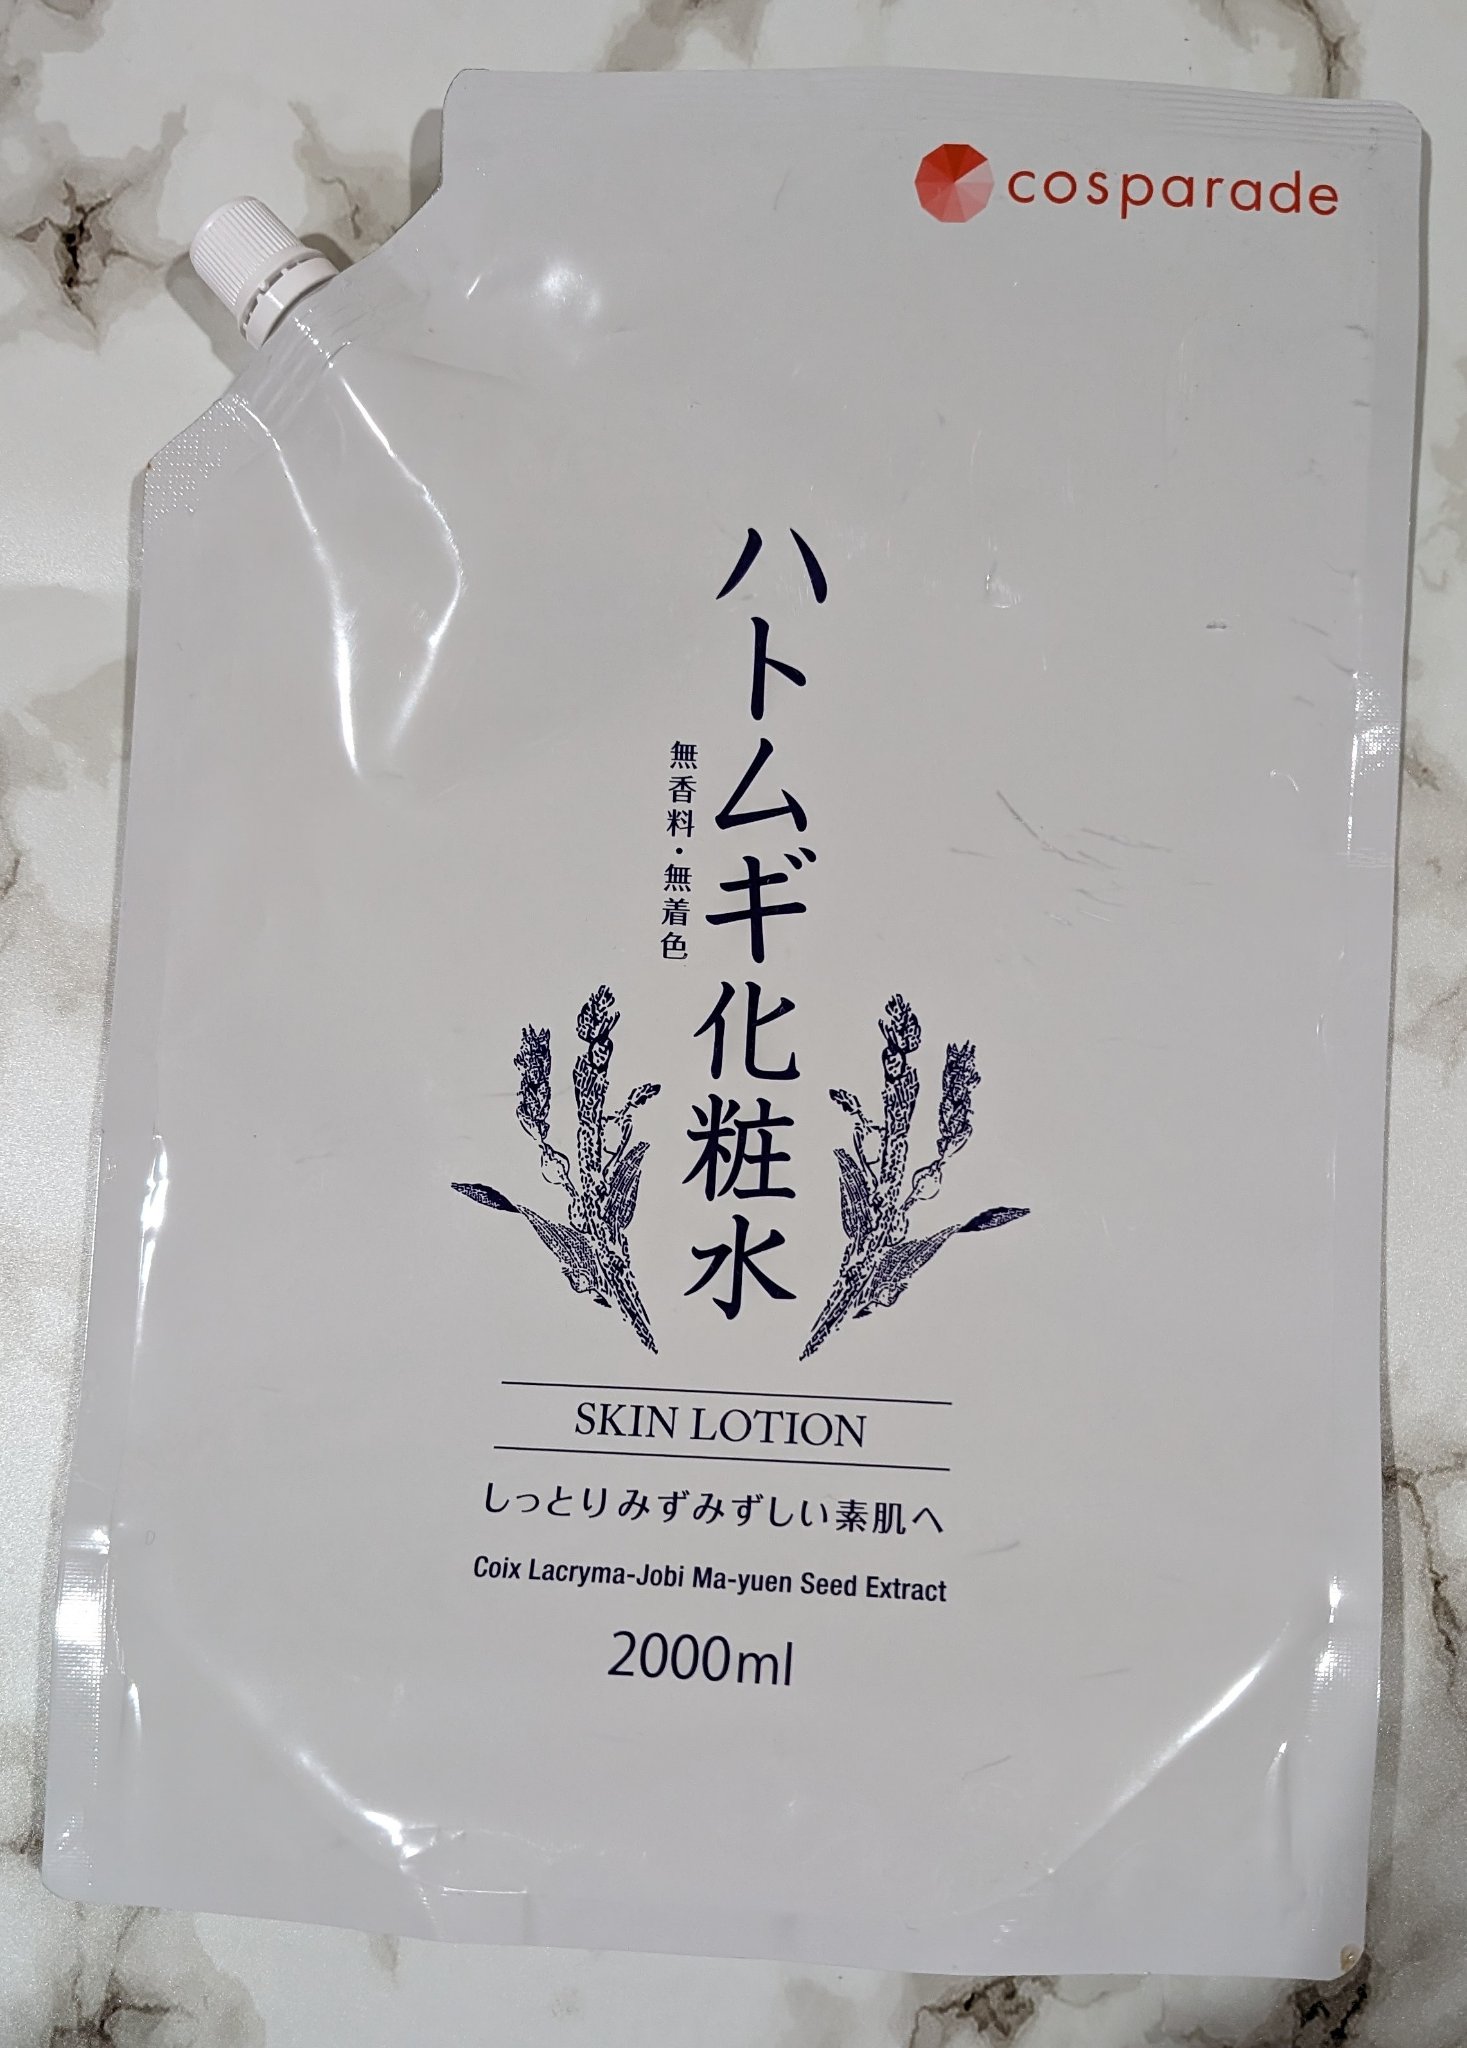 cosparade
ハトムギ化粧水
無香料・無着色
SKIN LOTION
しっとりみずみずしい素肌へ
Coix Lacryma-Jobi Ma-yuen Seed Extract
2000ml